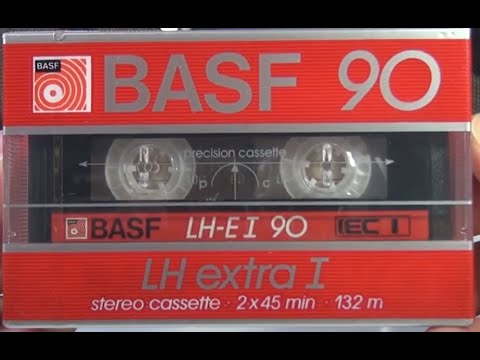 BASF
BASF 90
precision cassette
p c
BASF LH-E I 90 IEC I
LH extra I
stereo cassette · 2 x 45 min · 132 m